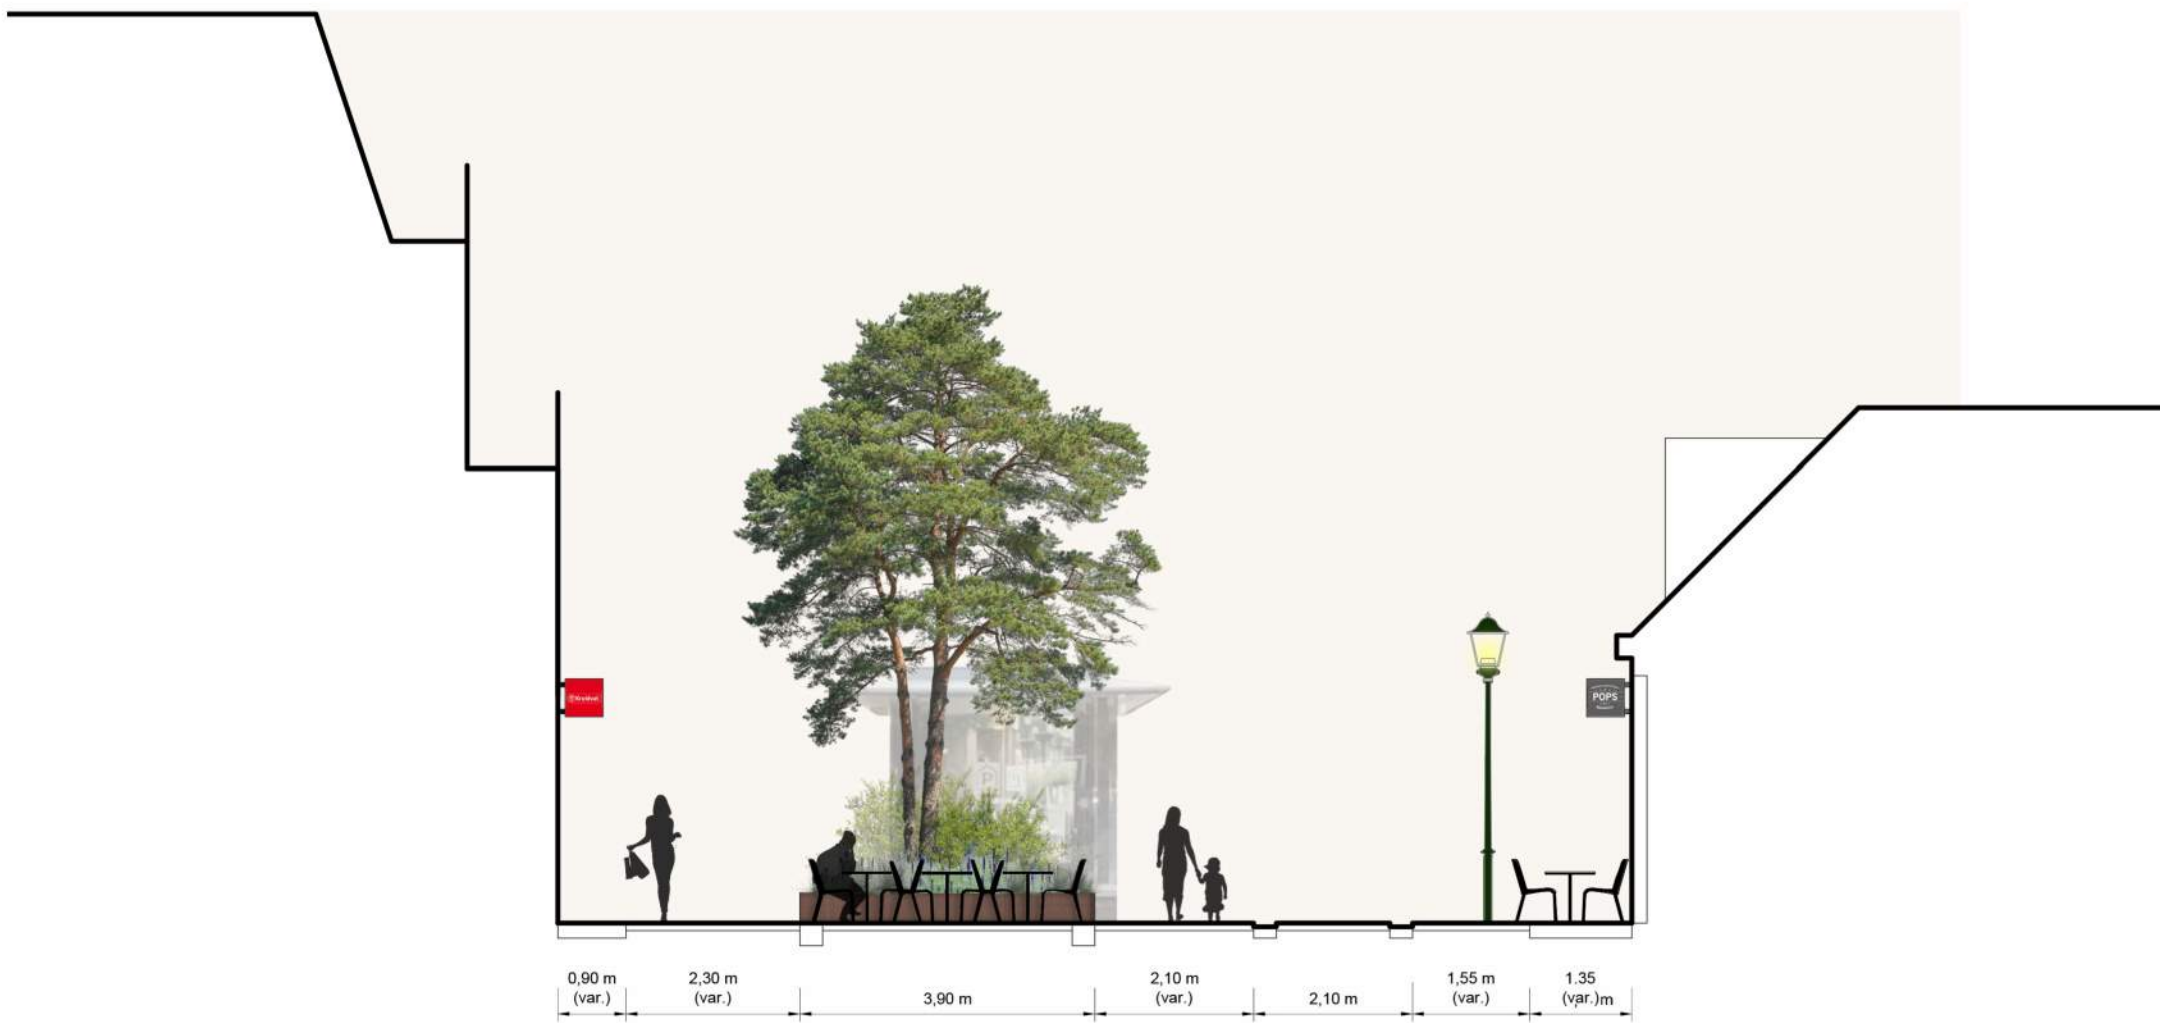 Kruidvat
POPS
0,90 m
(var.)
2,30 m
(var.)
3,90 m
2,10 m
(var.)
2,10 m
1,55 m
(var.)
1.35
(var.)m